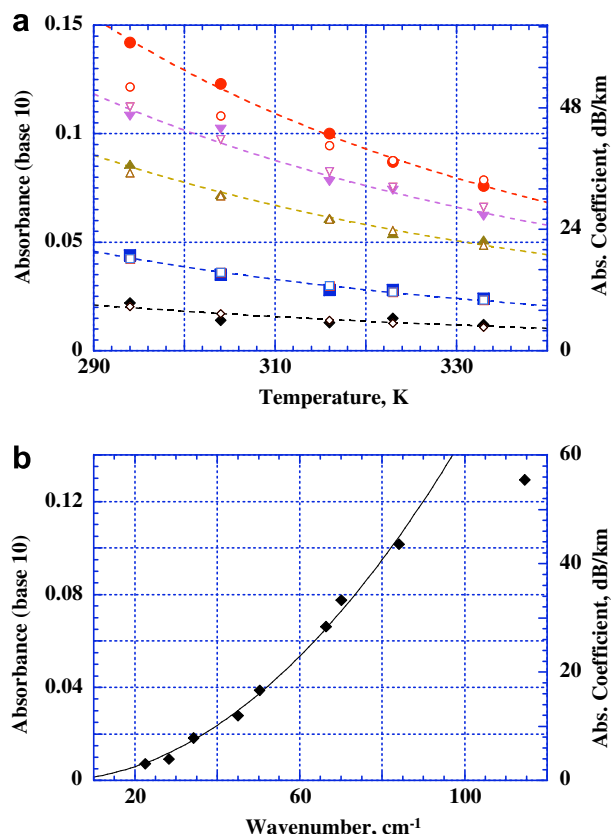 a
0.15
0.1
0.05
0
Absorbance (base 10)
48
24
0
Abs. Coefficient, dB/km
290
310
330
Temperature, K
b
0.12
0.08
0.04
0
Absorbance (base 10)
60
40
20
0
Abs. Coefficient, dB/km
20
60
100
Wavenumber, cm⁻¹